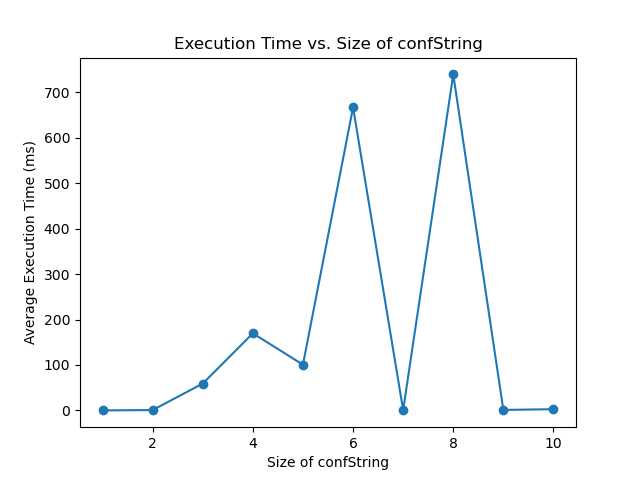 Execution Time vs. Size of confString
Average Execution Time (ms)
700
600
500
400
300
200
100
0
2 4 6 8 10
Size of confString